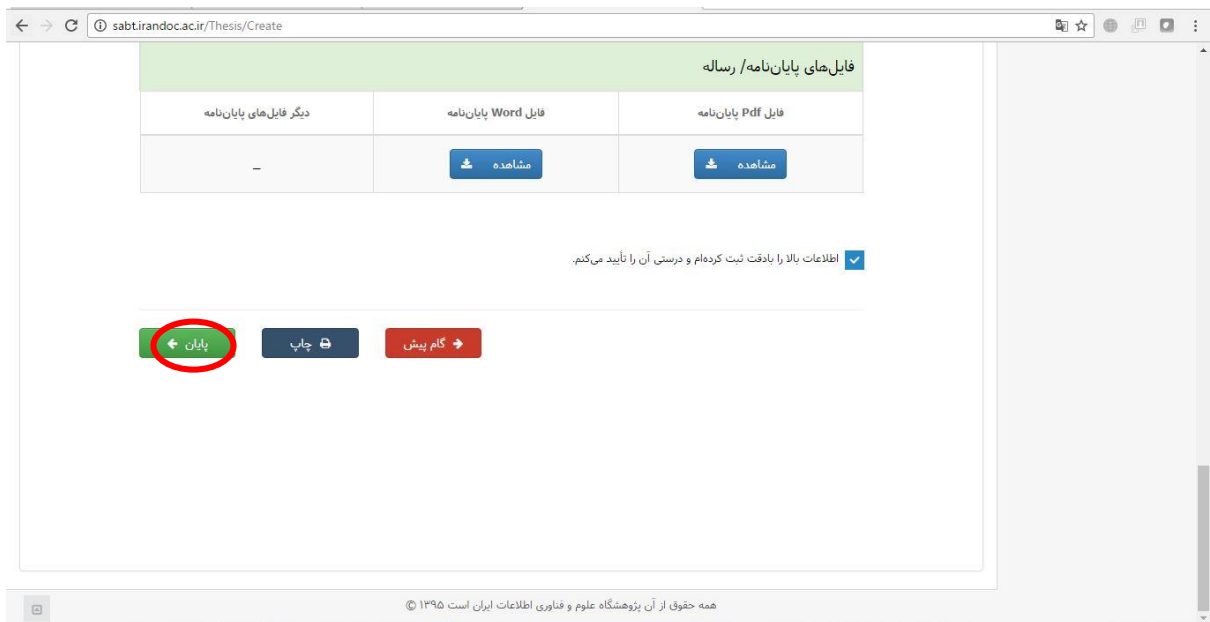 sabt.irandoc.ac.ir/Thesis/Create
فایل‌های پایان‌نامه/ رساله
فایل Pdf پایان‌نامه
فایل Word پایان‌نامه
دیگر فایل‌های پایان‌نامه
مشاهده
مشاهده
–
اطلاعات بالا را بادقت ثبت کرده‌ام و درستی آن را تأیید می‌کنم.
گام پیش
چاپ
پایان
همه حقوق از آن پژوهشگاه علوم و فناوری اطلاعات ایران است ۱۳۹۵ ©